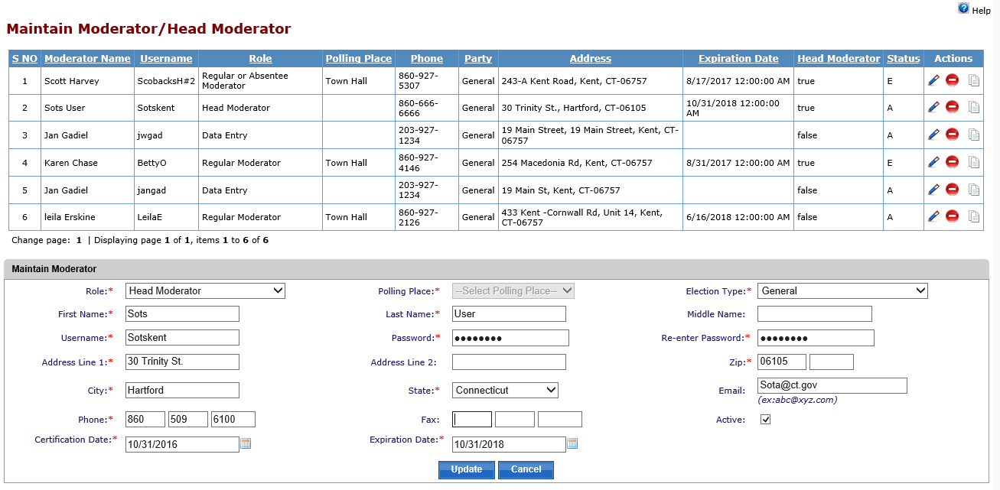 Help
Maintain Moderator/Head Moderator
S NO Moderator Name Username Role Polling Place Phone Party Address Expiration Date Head Moderator Status Actions
1 Scott Harvey ScobacksH#2 Regular or Absentee Moderator Town Hall 860-927-5307 General 243-A Kent Road, Kent, CT-06757 8/17/2017 12:00:00 AM true E
2 Sots User Sotskent Head Moderator 860-666-6666 General 30 Trinity St., Hartford, CT-06105 10/31/2018 12:00:00 AM true A
3 Jan Gadiel jwgad Data Entry 203-927-1234 General 19 Main Street, 19 Main Street, Kent, CT-06757 false A
4 Karen Chase BettyO Regular Moderator Town Hall 860-927-4146 General 254 Macedonia Rd, Kent, CT-06757 8/31/2017 12:00:00 AM true E
5 Jan Gadiel jangad Data Entry 203-927-1234 General 19 Main St, Kent, CT-06757 false A
6 leila Erskine LeilaE Regular Moderator Town Hall 860-927-2126 General 433 Kent -Cornwall Rd, Unit 14, Kent, CT-06757 6/16/2018 12:00:00 AM false A
Change page: 1 | Displaying page 1 of 1, items 1 to 6 of 6
Maintain Moderator
Role:* Head Moderator Polling Place:* --Select Polling Place-- Election Type:* General
First Name:* Sots Last Name:* User Middle Name:
Username:* Sotskent Password:* ●●●●●●●● Re-enter Password:* ●●●●●●●●
Address Line 1:* 30 Trinity St. Address Line 2: Zip:* 06105
City:* Hartford State:* Connecticut Email: Sota@ct.gov
(ex:abc@xyz.com)
Phone:* 860 509 6100 Fax: Active:
Certification Date:* 10/31/2016 Expiration Date:* 10/31/2018
Update Cancel